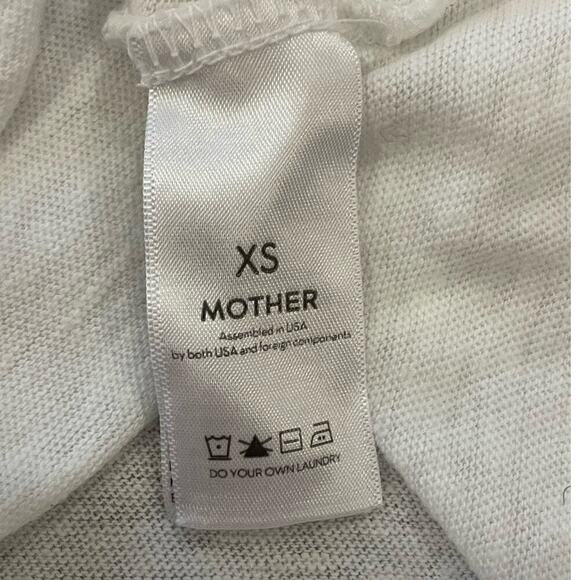 XS
MOTHER
Assembled in USA
by both USA and foreign components
DO YOUR OWN LAUNDRY